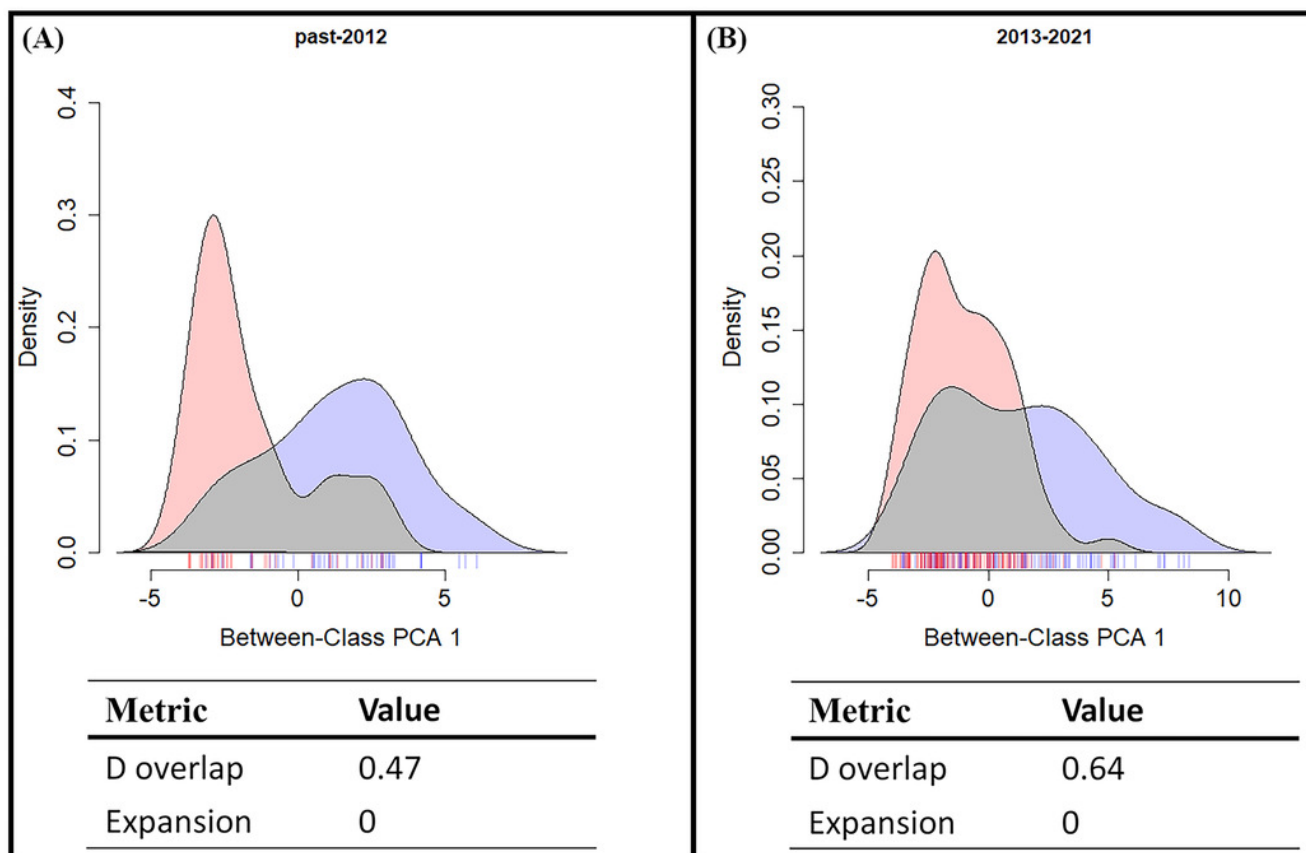 (A)
past-2012
0.4
0.3
0.2
0.1
0.0
Density
-5 0 5
Between-Class PCA 1
Metric Value
D overlap 0.47
Expansion 0
(B)
2013-2021
0.30
0.25
0.20
0.15
0.10
0.05
0.00
Density
-5 0 5 10
Between-Class PCA 1
Metric Value
D overlap 0.64
Expansion 0